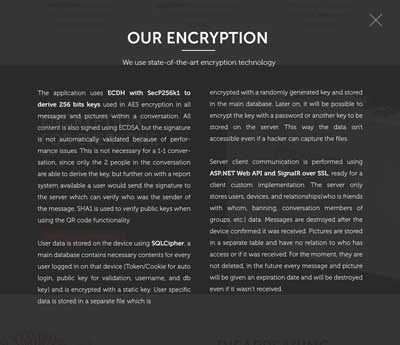 OUR ENCRYPTION
We use state-of-the-art encryption technology
The application uses ECDH with SecP256k1 to
derive 256 bits keys used in AES encryption in all
messages and pictures within a conversation. All
content is also signed using ECDSA, but the signature
is not automatically validated because of perfor-
mance issues. This is not necessary for a 1-1 conver-
sation, since only the 2 people in the conversation
are able to derive the key, but further on with a report
system available a user would send the signature to
the server which can verify who was the sender of
the message; SHA1 is used to verify public keys when
using the QR code functionality.
User data is stored on the device using SQLCipher, a
main database contains necessary contents for every
user logged in on that device (Token/Cookie for auto
login, public key for validation, username, and db
key) and is encrypted with a static key. User specific
data is stored in a separate file which is
encrypted with a randomly generated key and stored
in the main database. Later on, it will be possible to
encrypt the key with a password or another key to be
stored on the server. This way the data isn't
accessible even if a hacker can capture the files.
Server client communication is performed using
ASP.NET Web API and SignalR over SSL, ready for a
client custom implementation. The server only
stores users, devices, and relationships(who is friends
with whom, banning, conversation members of
groups, etc.) data. Messages are destroyed after the
device confirmed it was received. Pictures are stored
in a separate table and have no relation to who has
access or if it was received. For the moment, they are
not deleted, in the future every message and picture
will be given an expiration date and will be destroyed
even if it wasn't received.